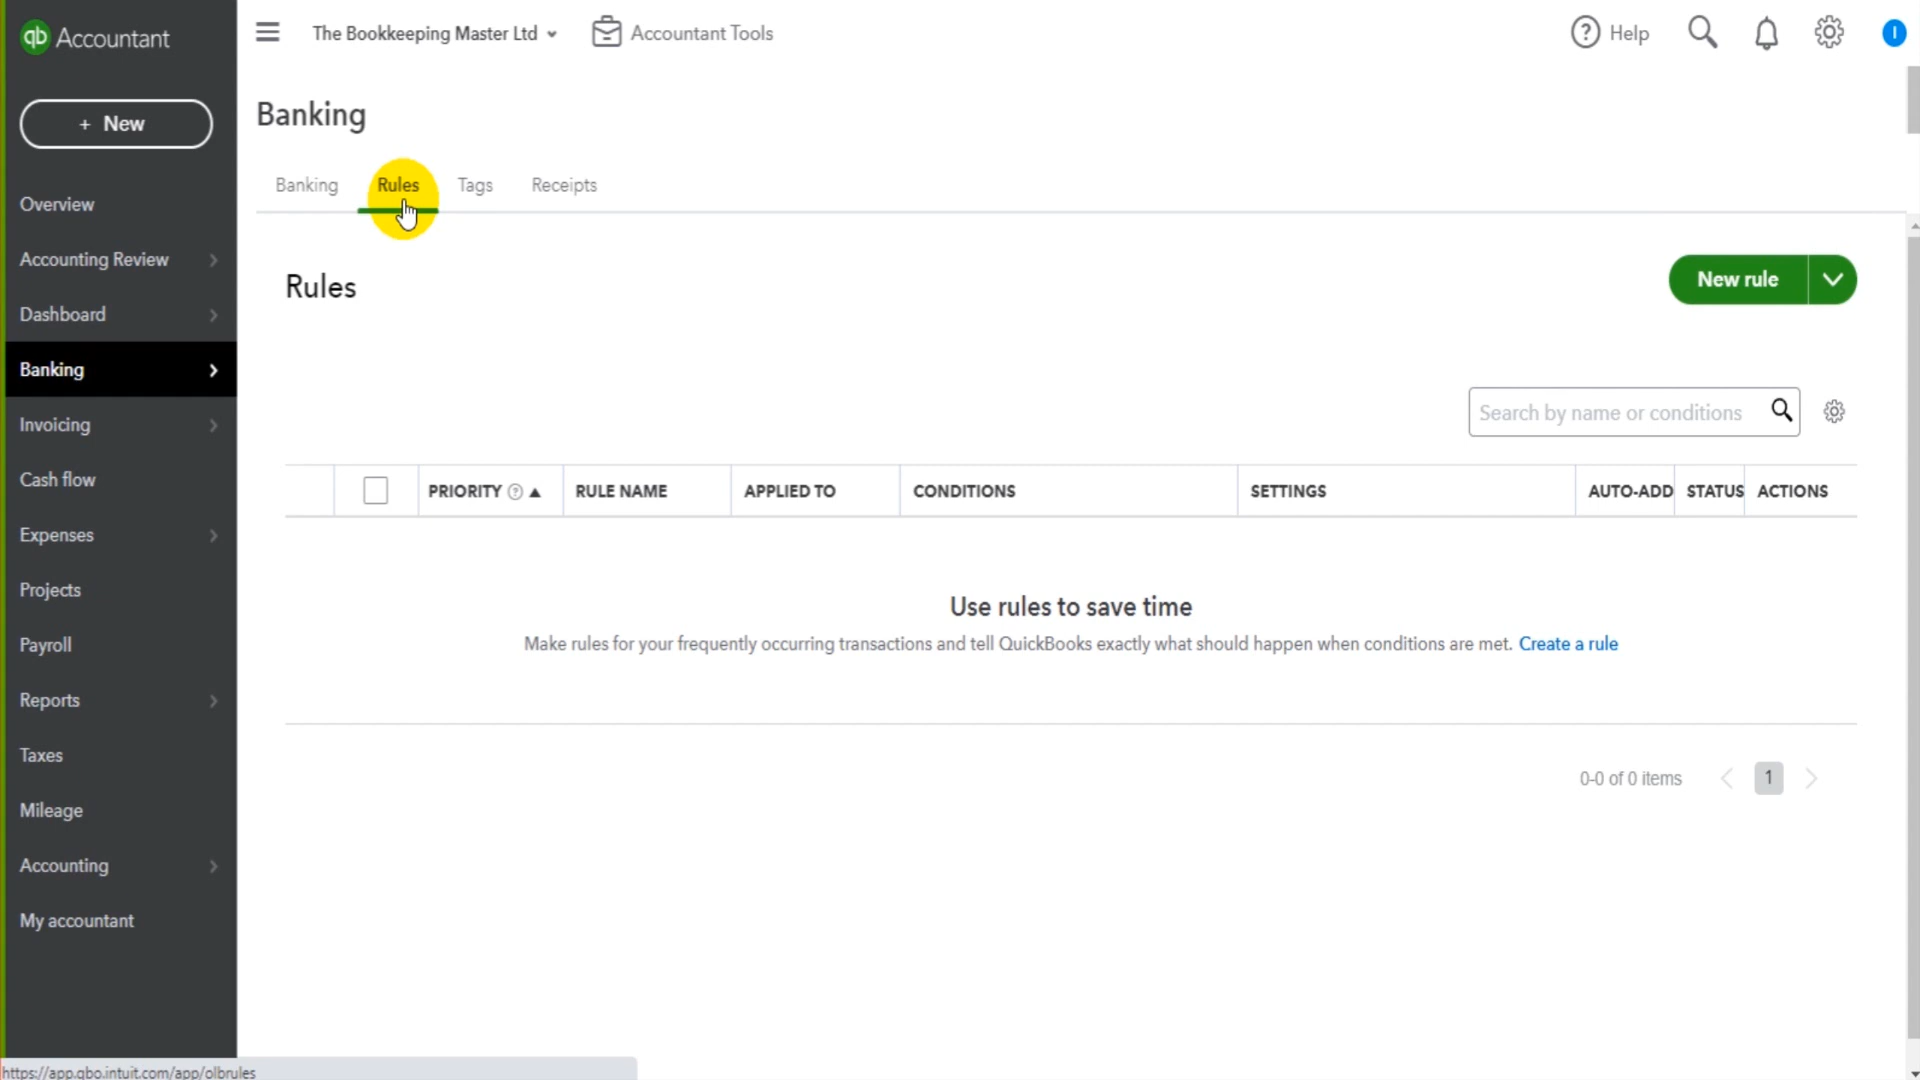 qb Accountant
The Bookkeeping Master Ltd
Accountant Tools
Help
I
+ New
Overview
Accounting Review
Dashboard
Banking
Invoicing
Cash flow
Expenses
Projects
Payroll
Reports
Taxes
Mileage
Accounting
My accountant
Banking
Banking Rules Tags Receipts
Rules
New rule
Search by name or conditions
PRIORITY ? RULE NAME APPLIED TO CONDITIONS SETTINGS AUTO-ADD STATUS ACTIONS
Use rules to save time
Make rules for your frequently occurring transactions and tell QuickBooks exactly what should happen when conditions are met. Create a rule
0-0 of 0 items 1
https://app.qbo.intuit.com/app/olbrules